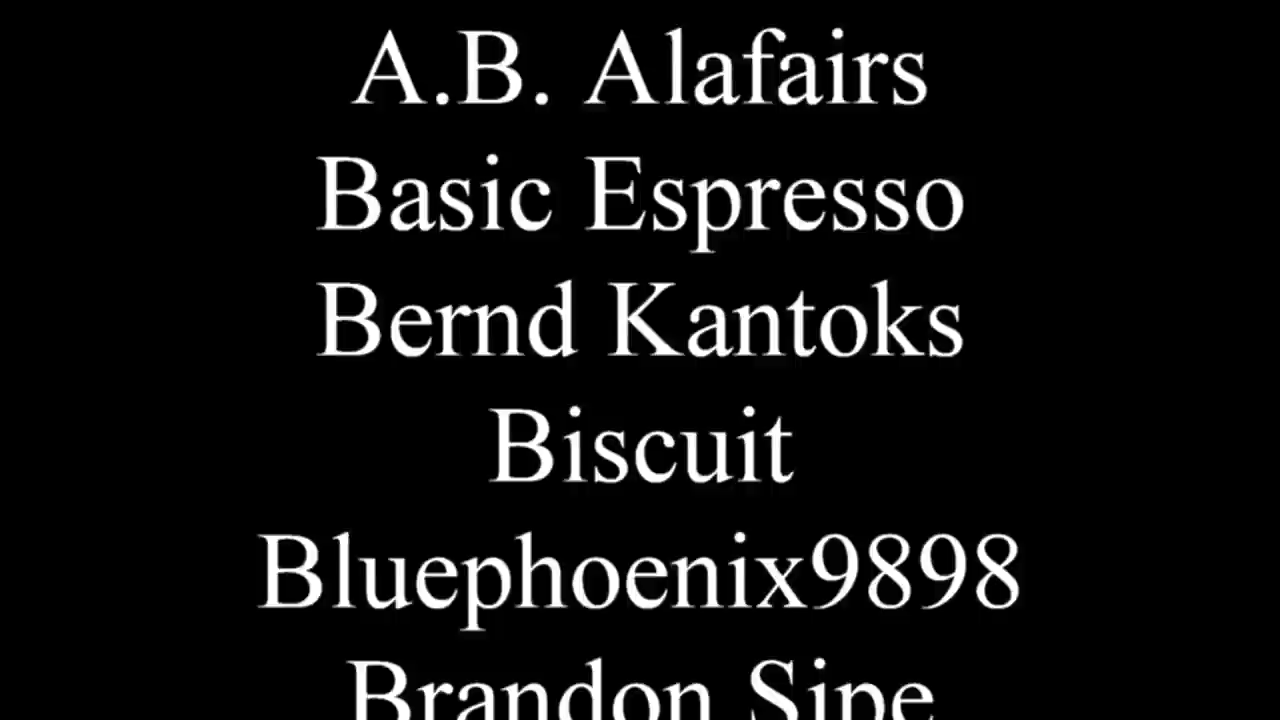 A.B. Alafairs
Basic Espresso
Bernd Kantoks
Biscuit
Bluephoenix9898
Brandon Sipe